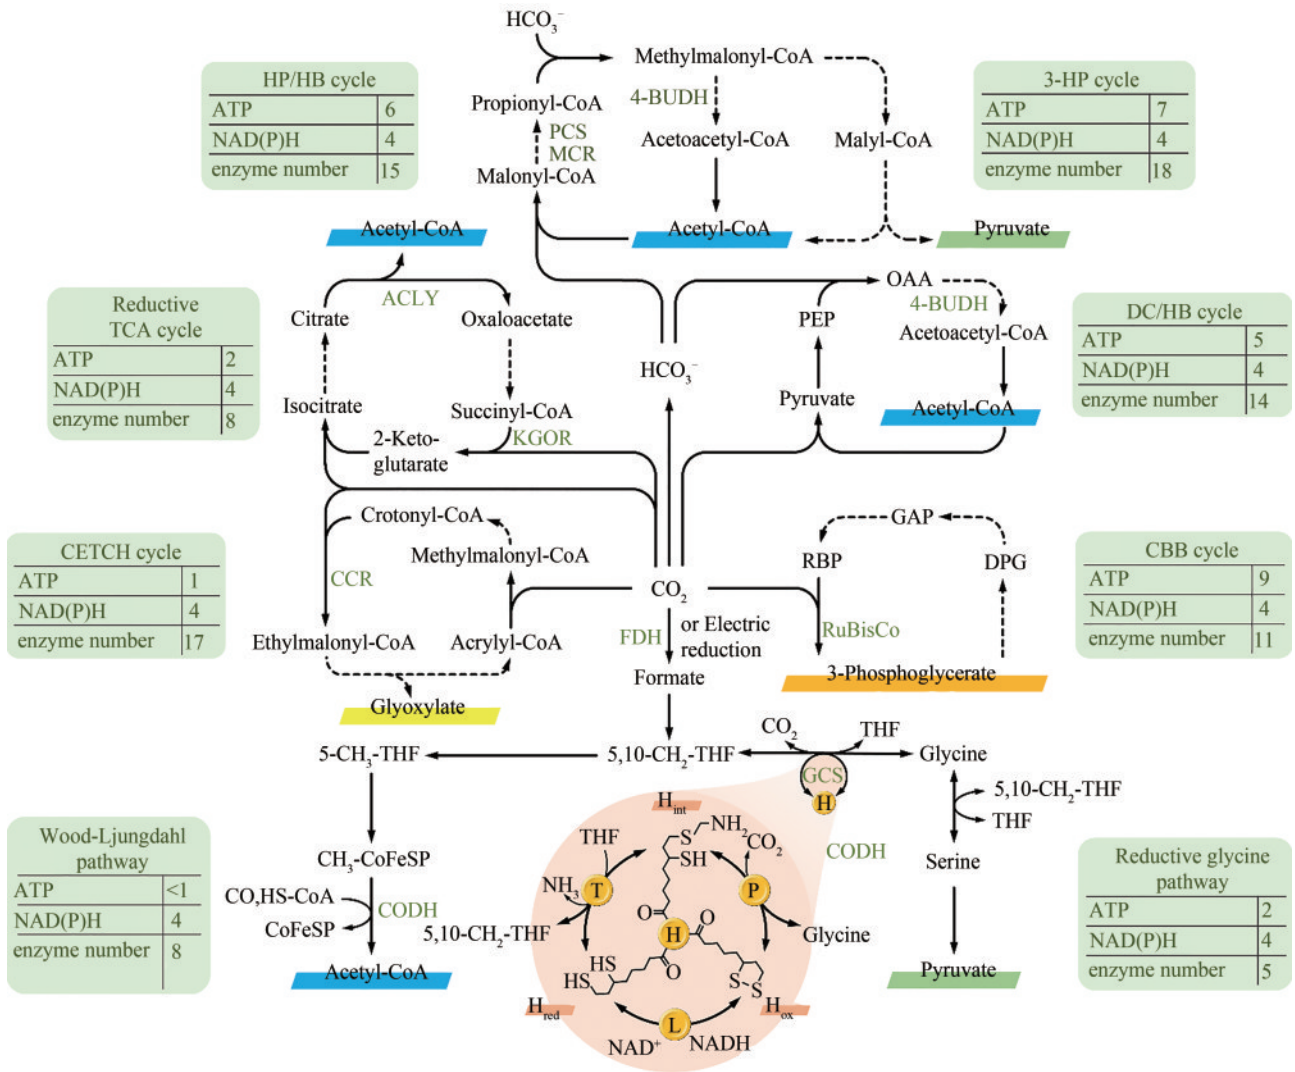 HCO₃⁻
HP/HB cycle
ATP 6
NAD(P)H 4
enzyme number 15
Methylmalonyl-CoA
Propionyl-CoA
4-BUDH
PCS
MCR
Acetoacetyl-CoA
Malyl-CoA
Malonyl-CoA
3-HP cycle
ATP 7
NAD(P)H 4
enzyme number 18
Acetyl-CoA
Acetyl-CoA
Pyruvate
Reductive
TCA cycle
ATP 2
NAD(P)H 4
enzyme number 8
ACLY
Citrate
Oxaloacetate
Isocitrate
Succinyl-CoA
KGOR
2-Keto-
glutarate
HCO₃⁻
OAA
4-BUDH
PEP
Acetoacetyl-CoA
Pyruvate
Acetyl-CoA
DC/HB cycle
ATP 5
NAD(P)H 4
enzyme number 14
CETCH cycle
ATP 1
NAD(P)H 4
enzyme number 17
Crotonyl-CoA
Methylmalonyl-CoA
CCR
Ethylmalonyl-CoA
Acrylyl-CoA
Glyoxylate
CO₂
FDH
or Electric
reduction
Formate
GAP
RBP
DPG
RuBisCo
3-Phosphoglycerate
CBB cycle
ATP 9
NAD(P)H 4
enzyme number 11
5-CH₃-THF
5,10-CH₂-THF
CO₂
THF
Glycine
GCS
H
5,10-CH₂-THF
THF
CODH
Serine
Pyruvate
Wood-Ljungdahl
pathway
ATP <1
NAD(P)H 4
enzyme number 8
CH₃-CoFeSP
CO,HS-CoA
CODH
CoFeSP
Acetyl-CoA
H int
THF
S
NH₂
SH
CO₂
NH₃
T
P
O
H
O
5,10-CH₂-THF
Glycine
HS
O
HS
S
S
H red
L
H ox
NAD⁺
NADH
Reductive glycine
pathway
ATP 2
NAD(P)H 4
enzyme number 5